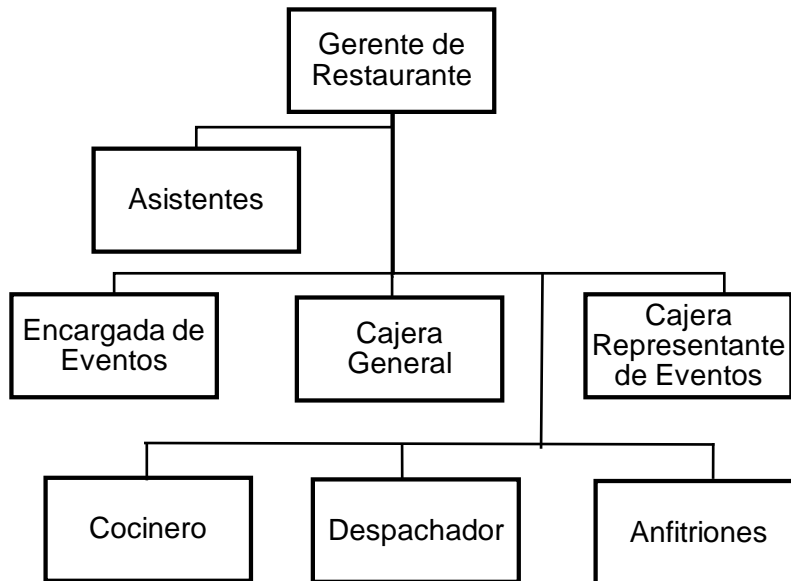 Gerente de
Restaurante
Asistentes
Encargada de
Eventos
Cajera
General
Cajera
Representante
de Eventos
Cocinero
Despachador
Anfitriones